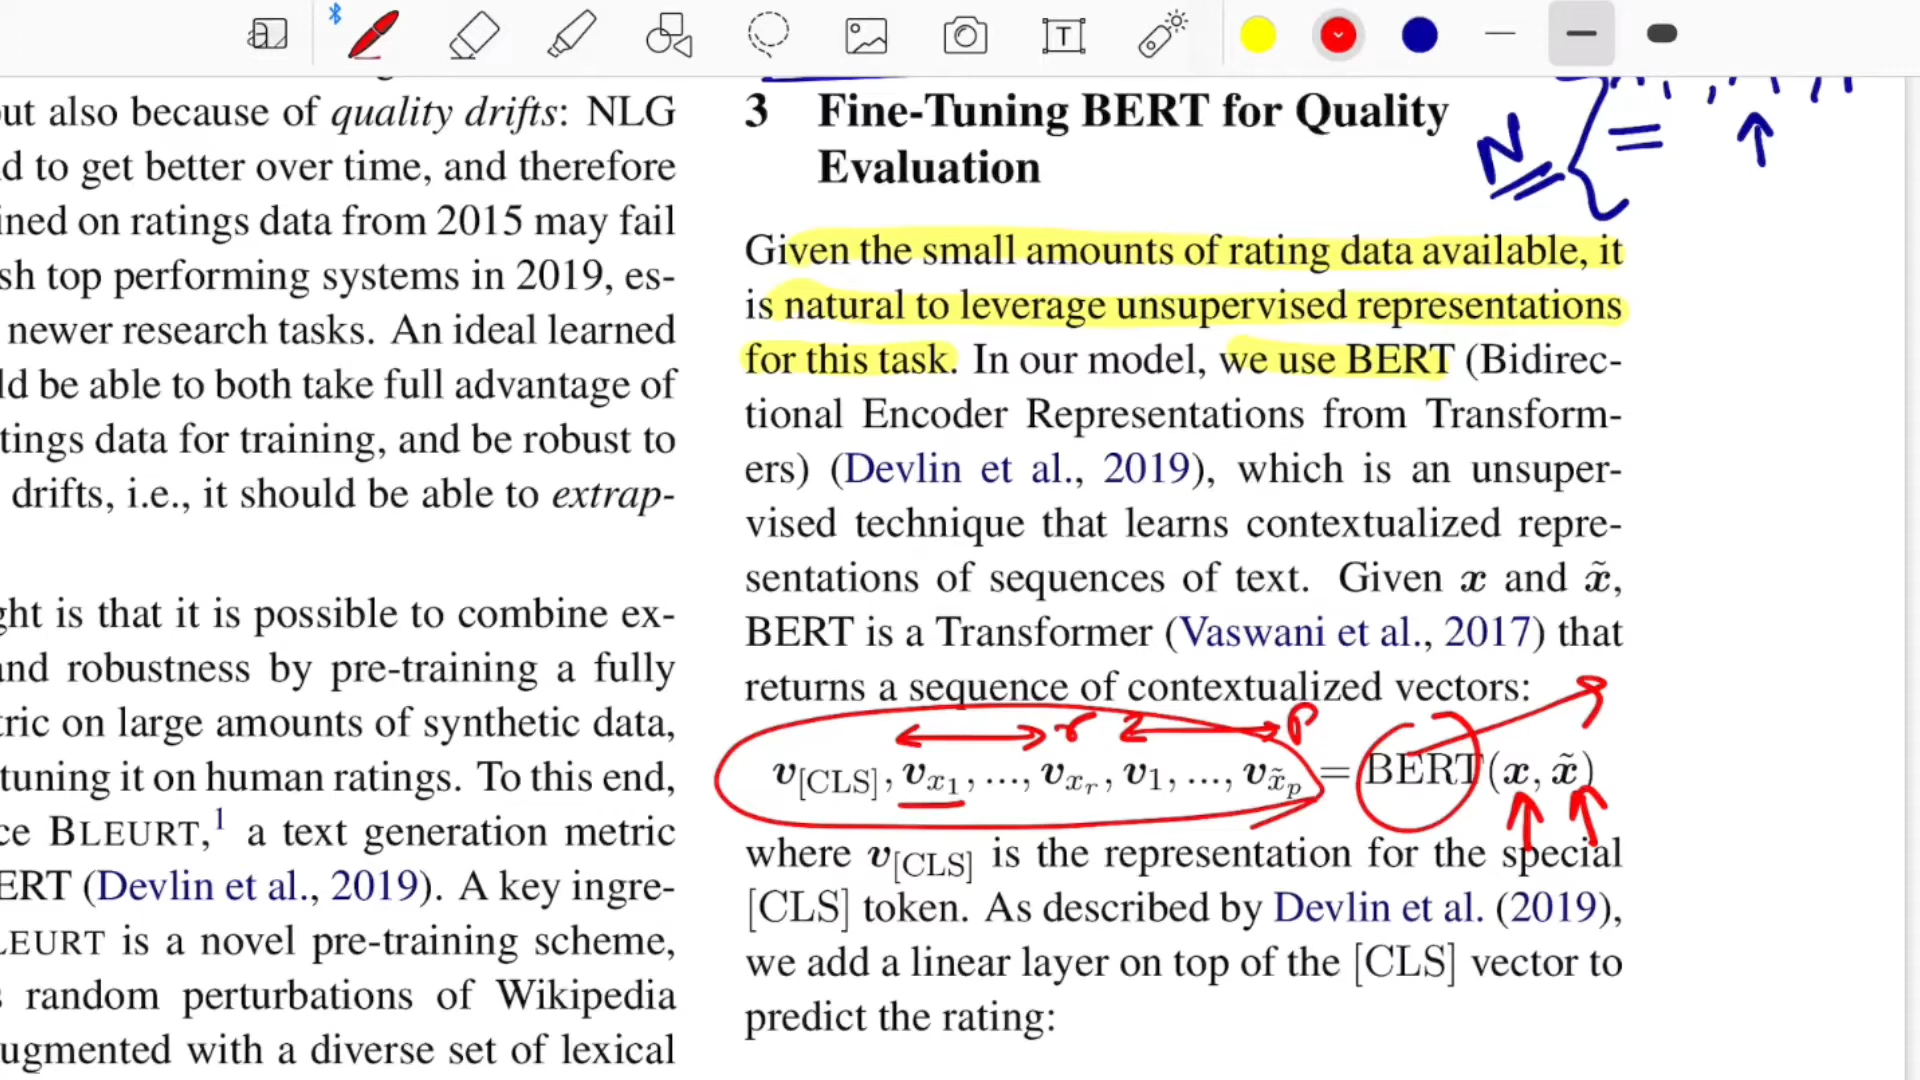 but also because of quality drifts: NLG
d to get better over time, and therefore
ined on ratings data from 2015 may fail
sh top performing systems in 2019, es-
newer research tasks. An ideal learned
ld be able to both take full advantage of
tings data for training, and be robust to
drifts, i.e., it should be able to extrap-
ght is that it is possible to combine ex-
and robustness by pre-training a fully
tric on large amounts of synthetic data,
tuning it on human ratings. To this end,
ce BLEURT,¹ a text generation metric
ERT (Devlin et al., 2019). A key ingre-
LEURT is a novel pre-training scheme,
s random perturbations of Wikipedia
ugmented with a diverse set of lexical
3 Fine-Tuning BERT for Quality
Evaluation
N
=
Given the small amounts of rating data available, it
is natural to leverage unsupervised representations
for this task. In our model, we use BERT (Bidirec-
tional Encoder Representations from Transform-
ers) (Devlin et al., 2019), which is an unsuper-
vised technique that learns contextualized repre-
sentations of sequences of text. Given x and x̃,
BERT is a Transformer (Vaswani et al., 2017) that
returns a sequence of contextualized vectors:
r p
v[CLS], vx1, ..., vxr, v1, ..., vx̃p = BERT(x, x̃)
where v[CLS] is the representation for the special
[CLS] token. As described by Devlin et al. (2019),
we add a linear layer on top of the [CLS] vector to
predict the rating: